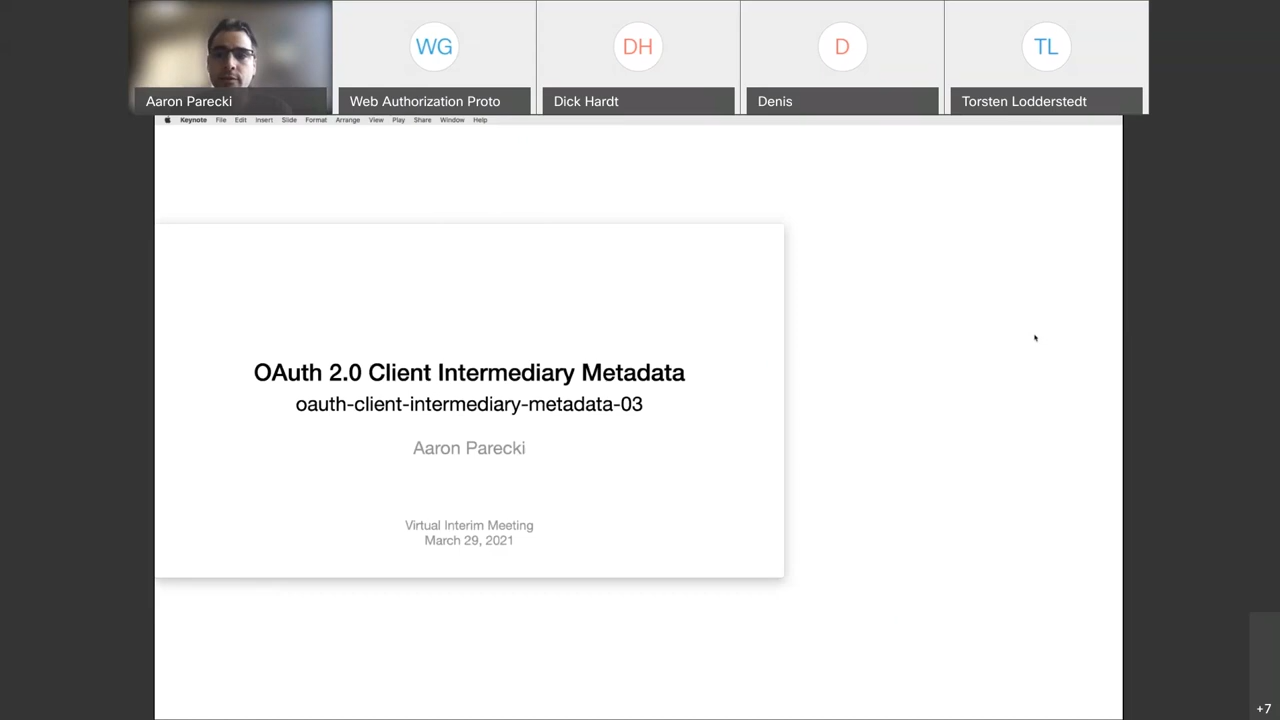 WG
DH
D
TL
Aaron Parecki
Web Authorization Proto
Dick Hardt
Denis
Torsten Lodderstedt
Keynote File Edit Insert Slide Format Arrange View Play Share Window Help
OAuth 2.0 Client Intermediary Metadata
oauth-client-intermediary-metadata-03
Aaron Parecki
Virtual Interim Meeting
March 29, 2021
+7